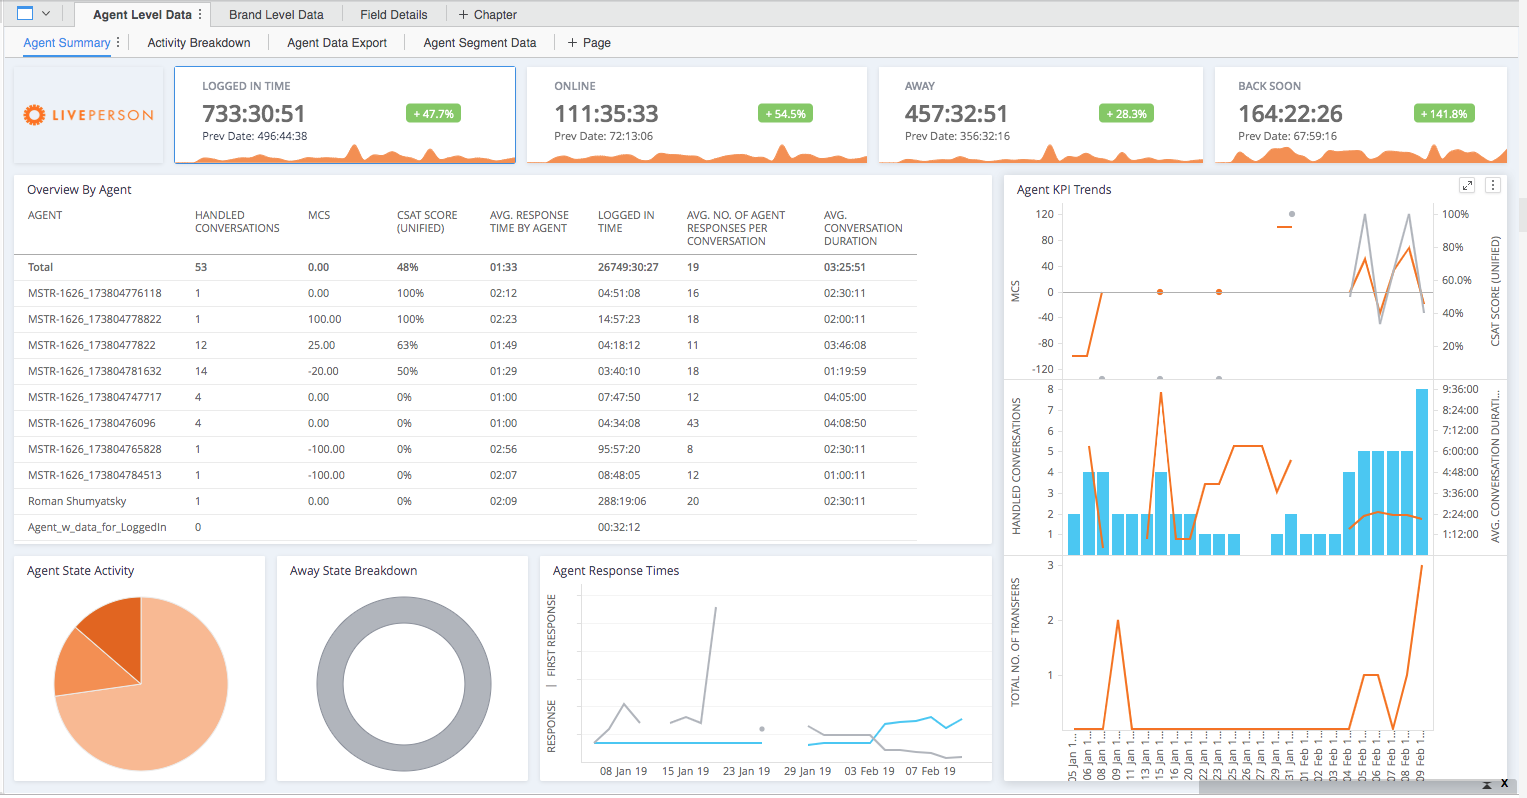 Agent Level Data
Brand Level Data
Field Details
+ Chapter
Agent Summary
Activity Breakdown
Agent Data Export
Agent Segment Data
+ Page
LIVEPERSON
LOGGED IN TIME
733:30:51
+ 47.7%
Prev Date: 496:44:38
ONLINE
111:35:33
+ 54.5%
Prev Date: 72:13:06
AWAY
457:32:51
+ 28.3%
Prev Date: 356:32:16
BACK SOON
164:22:26
+ 141.8%
Prev Date: 67:59:16
Overview By Agent
AGENT
HANDLED
CONVERSATIONS
MCS
CSAT SCORE
(UNIFIED)
AVG. RESPONSE
TIME BY AGENT
LOGGED IN
TIME
AVG. NO. OF AGENT
RESPONSES PER
CONVERSATION
AVG.
CONVERSATION
DURATION
Total 53 0.00 48% 01:33 26749:30:27 19 03:25:51
MSTR-1626_173804776118 1 0.00 100% 02:12 04:51:08 16 02:30:11
MSTR-1626_173804778822 1 100.00 100% 02:23 14:57:23 18 02:00:11
MSTR-1626_17380477822 12 25.00 63% 01:49 04:18:12 11 03:46:08
MSTR-1626_173804781632 14 -20.00 50% 01:29 03:40:10 18 01:19:59
MSTR-1626_173804747717 4 0.00 0% 01:00 07:47:50 12 04:05:00
MSTR-1626_17380476096 4 0.00 0% 01:00 04:34:08 43 04:08:50
MSTR-1626_173804765828 1 -100.00 0% 02:56 95:57:20 8 02:30:11
MSTR-1626_173804784513 1 -100.00 0% 02:07 08:48:05 12 01:00:11
Roman Shumyatsky 1 0.00 0% 02:09 288:19:06 20 02:30:11
Agent_w_data_for_LoggedIn 0 00:32:12
Agent State Activity
Away State Breakdown
Agent Response Times
RESPONSE | FIRST RESPONSE
08 Jan 19
15 Jan 19
23 Jan 19
29 Jan 19
03 Feb 19
07 Feb 19
Agent KPI Trends
MCS
120
80
40
0
-40
-80
-120
100%
80%
60.0%
40%
20%
CSAT SCORE (UNIFIED)
HANDLED CONVERSATIONS
8
7
6
5
4
3
2
1
9:36:00
8:24:00
7:12:00
6:00:00
4:48:00
3:36:00
2:24:00
1:12:00
AVG. CONVERSATION DURATI...
TOTAL NO. OF TRANSFERS
3
2
1
05 Jan 1...
06 Jan 1...
08 Jan 1...
09 Jan 1...
11 Jan 1...
13 Jan 1...
15 Jan 1...
16 Jan 1...
20 Jan 1...
22 Jan 1...
23 Jan 1...
25 Jan 1...
26 Jan 1...
27 Jan 1...
29 Jan 1...
31 Jan 1...
01 Feb 1...
02 Feb 1...
03 Feb 1...
04 Feb 1...
05 Feb 1...
06 Feb 1...
07 Feb 1...
08 Feb 1...
09 Feb 1...
X